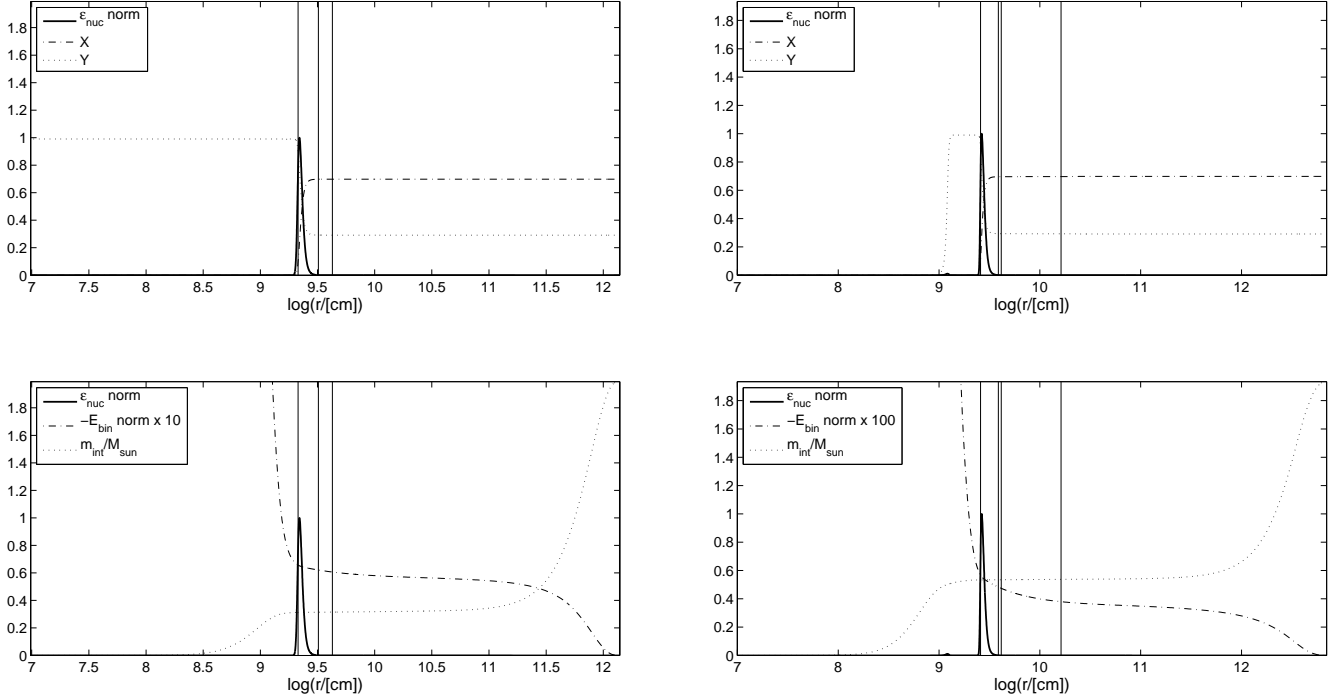 ε_nuc norm
X
Y
1.8
1.6
1.4
1.2
1
0.8
0.6
0.4
0.2
0
7 7.5 8 8.5 9 9.5 10 10.5 11 11.5 12
log(r/[cm])
ε_nuc norm
X
Y
1.8
1.6
1.4
1.2
1
0.8
0.6
0.4
0.2
0
7 8 9 10 11 12
log(r/[cm])
ε_nuc norm
−E_bin norm x 10
m_int/M_sun
1.8
1.6
1.4
1.2
1
0.8
0.6
0.4
0.2
0
7 7.5 8 8.5 9 9.5 10 10.5 11 11.5 12
log(r/[cm])
ε_nuc norm
−E_bin norm x 100
m_int/M_sun
1.8
1.6
1.4
1.2
1
0.8
0.6
0.4
0.2
0
7 8 9 10 11 12
log(r/[cm])